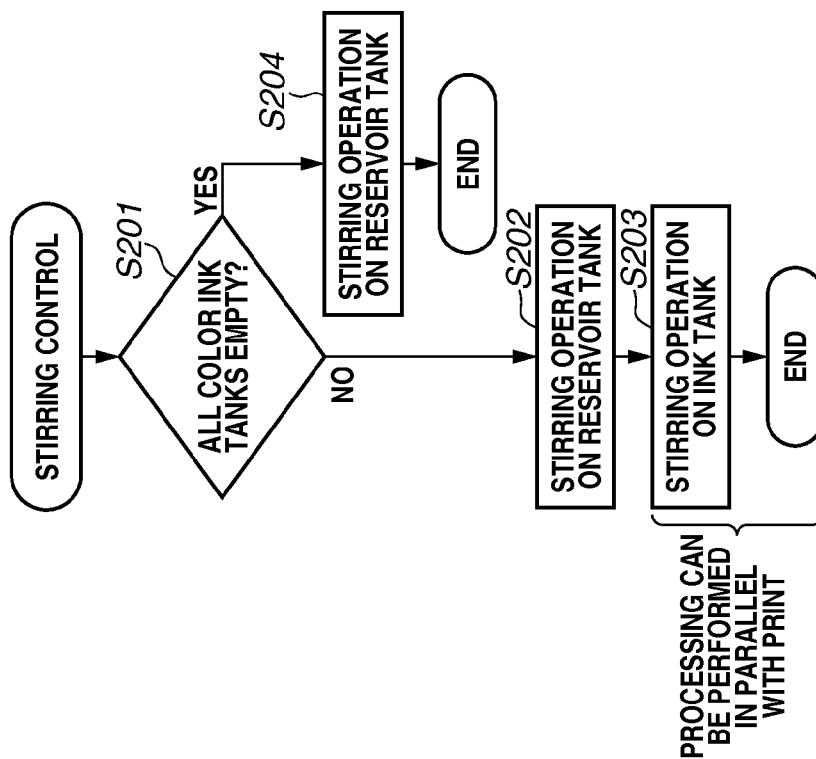 STIRRING CONTROL
S201
ALL COLOR INK
TANKS EMPTY?
YES
S204
STIRRING OPERATION
ON RESERVOIR TANK
END
NO
S202
STIRRING OPERATION
ON RESERVOIR TANK
S203
STIRRING OPERATION
ON INK TANK
END
PROCESSING CAN
BE PERFORMED
IN PARALLEL
WITH PRINT